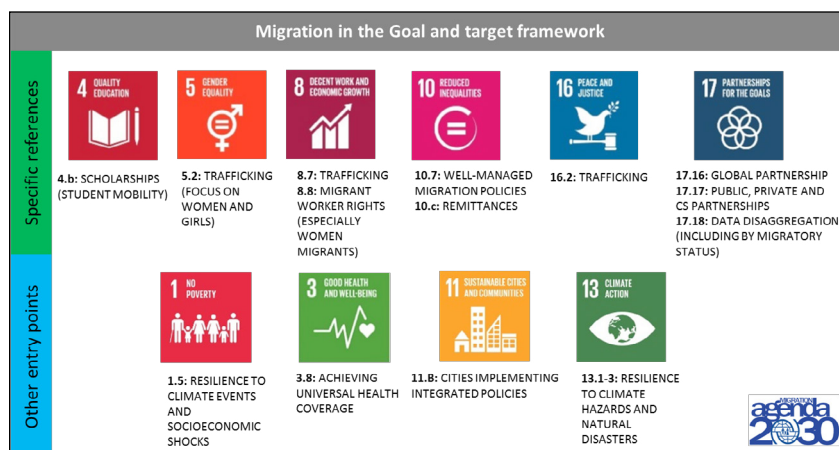 Migration in the Goal and target framework
Specific references
4 QUALITY
EDUCATION
5 GENDER
EQUALITY
8 DECENT WORK AND
ECONOMIC GROWTH
10 REDUCED
INEQUALITIES
16 PEACE AND
JUSTICE
17 PARTNERSHIPS
FOR THE GOALS
4.b: SCHOLARSHIPS
(STUDENT MOBILITY)
5.2: TRAFFICKING
(FOCUS ON
WOMEN AND
GIRLS)
8.7: TRAFFICKING
8.8: MIGRANT
WORKER RIGHTS
(ESPECIALLY
WOMEN
MIGRANTS)
10.7: WELL-MANAGED
MIGRATION POLICIES
10.c: REMITTANCES
16.2: TRAFFICKING
17.16: GLOBAL PARTNERSHIP
17.17: PUBLIC, PRIVATE AND
CS PARTNERSHIPS
17.18: DATA DISAGGREGATION
(INCLUDING BY MIGRATORY
STATUS)
Other entry points
1 NO
POVERTY
3 GOOD HEALTH
AND WELL-BEING
11 SUSTAINABLE CITIES
AND COMMUNITIES
13 CLIMATE
ACTION
1.5: RESILIENCE TO
CLIMATE EVENTS
AND
SOCIOECONOMIC
SHOCKS
3.8: ACHIEVING
UNIVERSAL HEALTH
COVERAGE
11.B: CITIES IMPLEMENTING
INTEGRATED POLICIES
13.1-3: RESILIENCE
TO CLIMATE
HAZARDS AND
NATURAL
DISASTERS
MIGRATION
agenda
2030